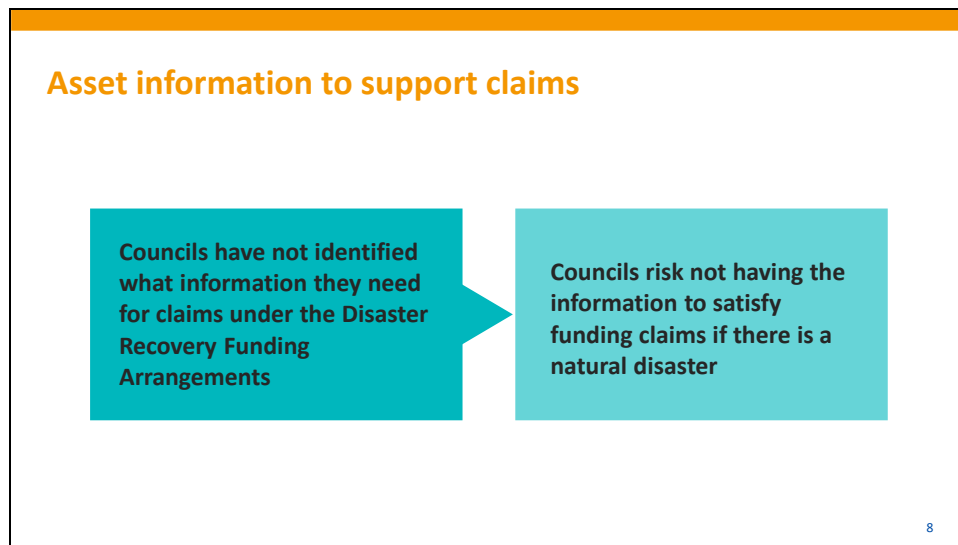 Asset information to support claims
Councils have not identified
what information they need
for claims under the Disaster
Recovery Funding
Arrangements
Councils risk not having the
information to satisfy
funding claims if there is a
natural disaster
8